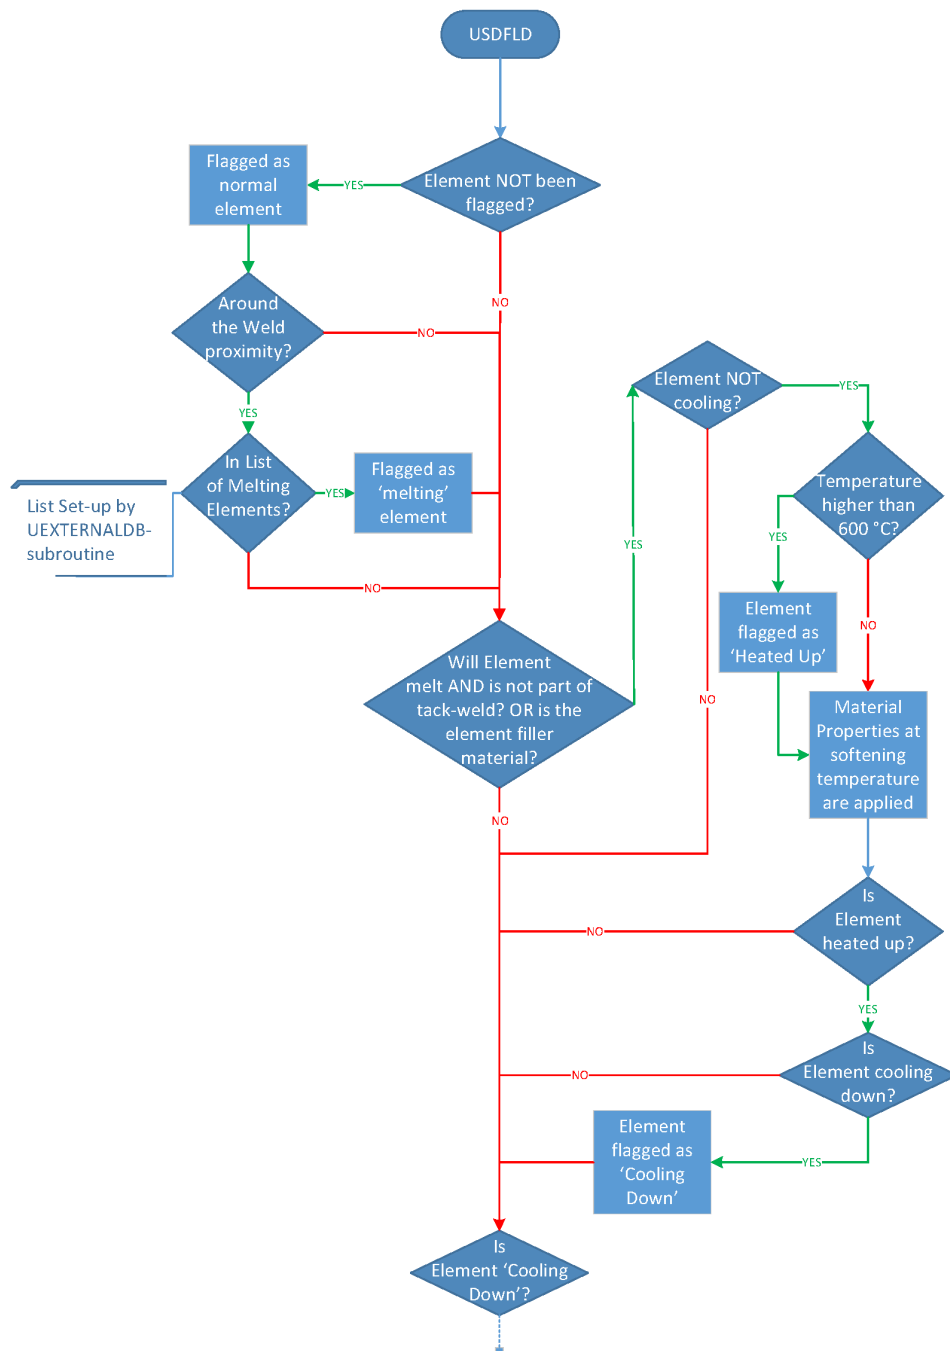 USDFLD
Element NOT been
flagged?
YES
Flagged as
normal
element
NO
Around
the Weld
proximity?
NO
YES
In List
of Melting
Elements?
YES
Flagged as
‘melting’
element
List Set-up by
UEXTERNALDB-
subroutine
NO
Will Element
melt AND is not part of
tack-weld? OR is the
element filler
material?
YES
NO
Element NOT
cooling?
YES
NO
Temperature
higher than
600 °C?
YES
NO
Element
flagged as
‘Heated Up’
Material
Properties at
softening
temperature
are applied
Is
Element
heated up?
NO
YES
Is
Element cooling
down?
NO
YES
Element
flagged as
‘Cooling
Down’
Is
Element ‘Cooling
Down’?